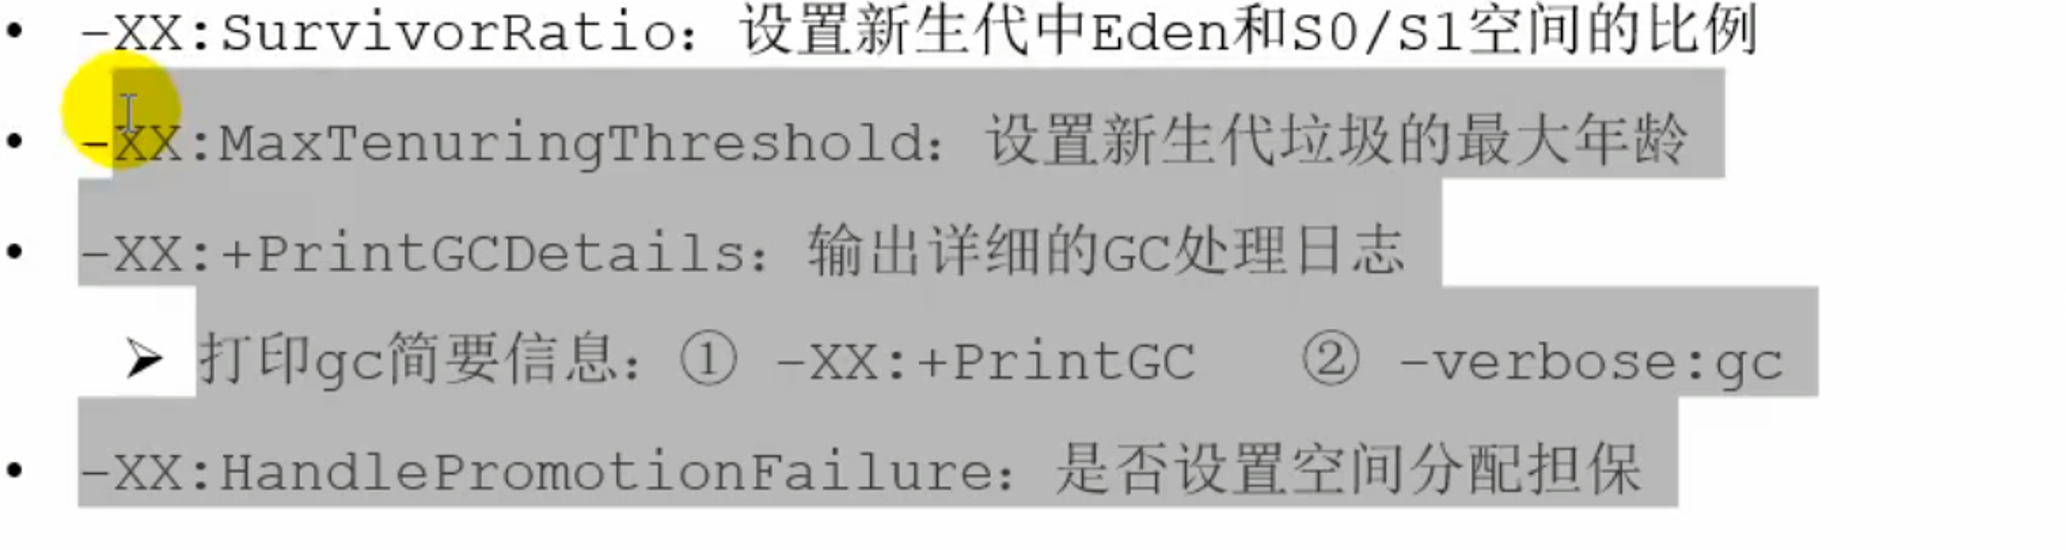 • -XX:SurvivorRatio：设置新生代中Eden和S0/S1空间的比例
• -XX:MaxTenuringThreshold：设置新生代垃圾的最大年龄
• -XX:+PrintGCDetails：输出详细的GC处理日志
➢ 打印gc简要信息：① -XX:+PrintGC   ② -verbose:gc
• -XX:HandlePromotionFailure：是否设置空间分配担保